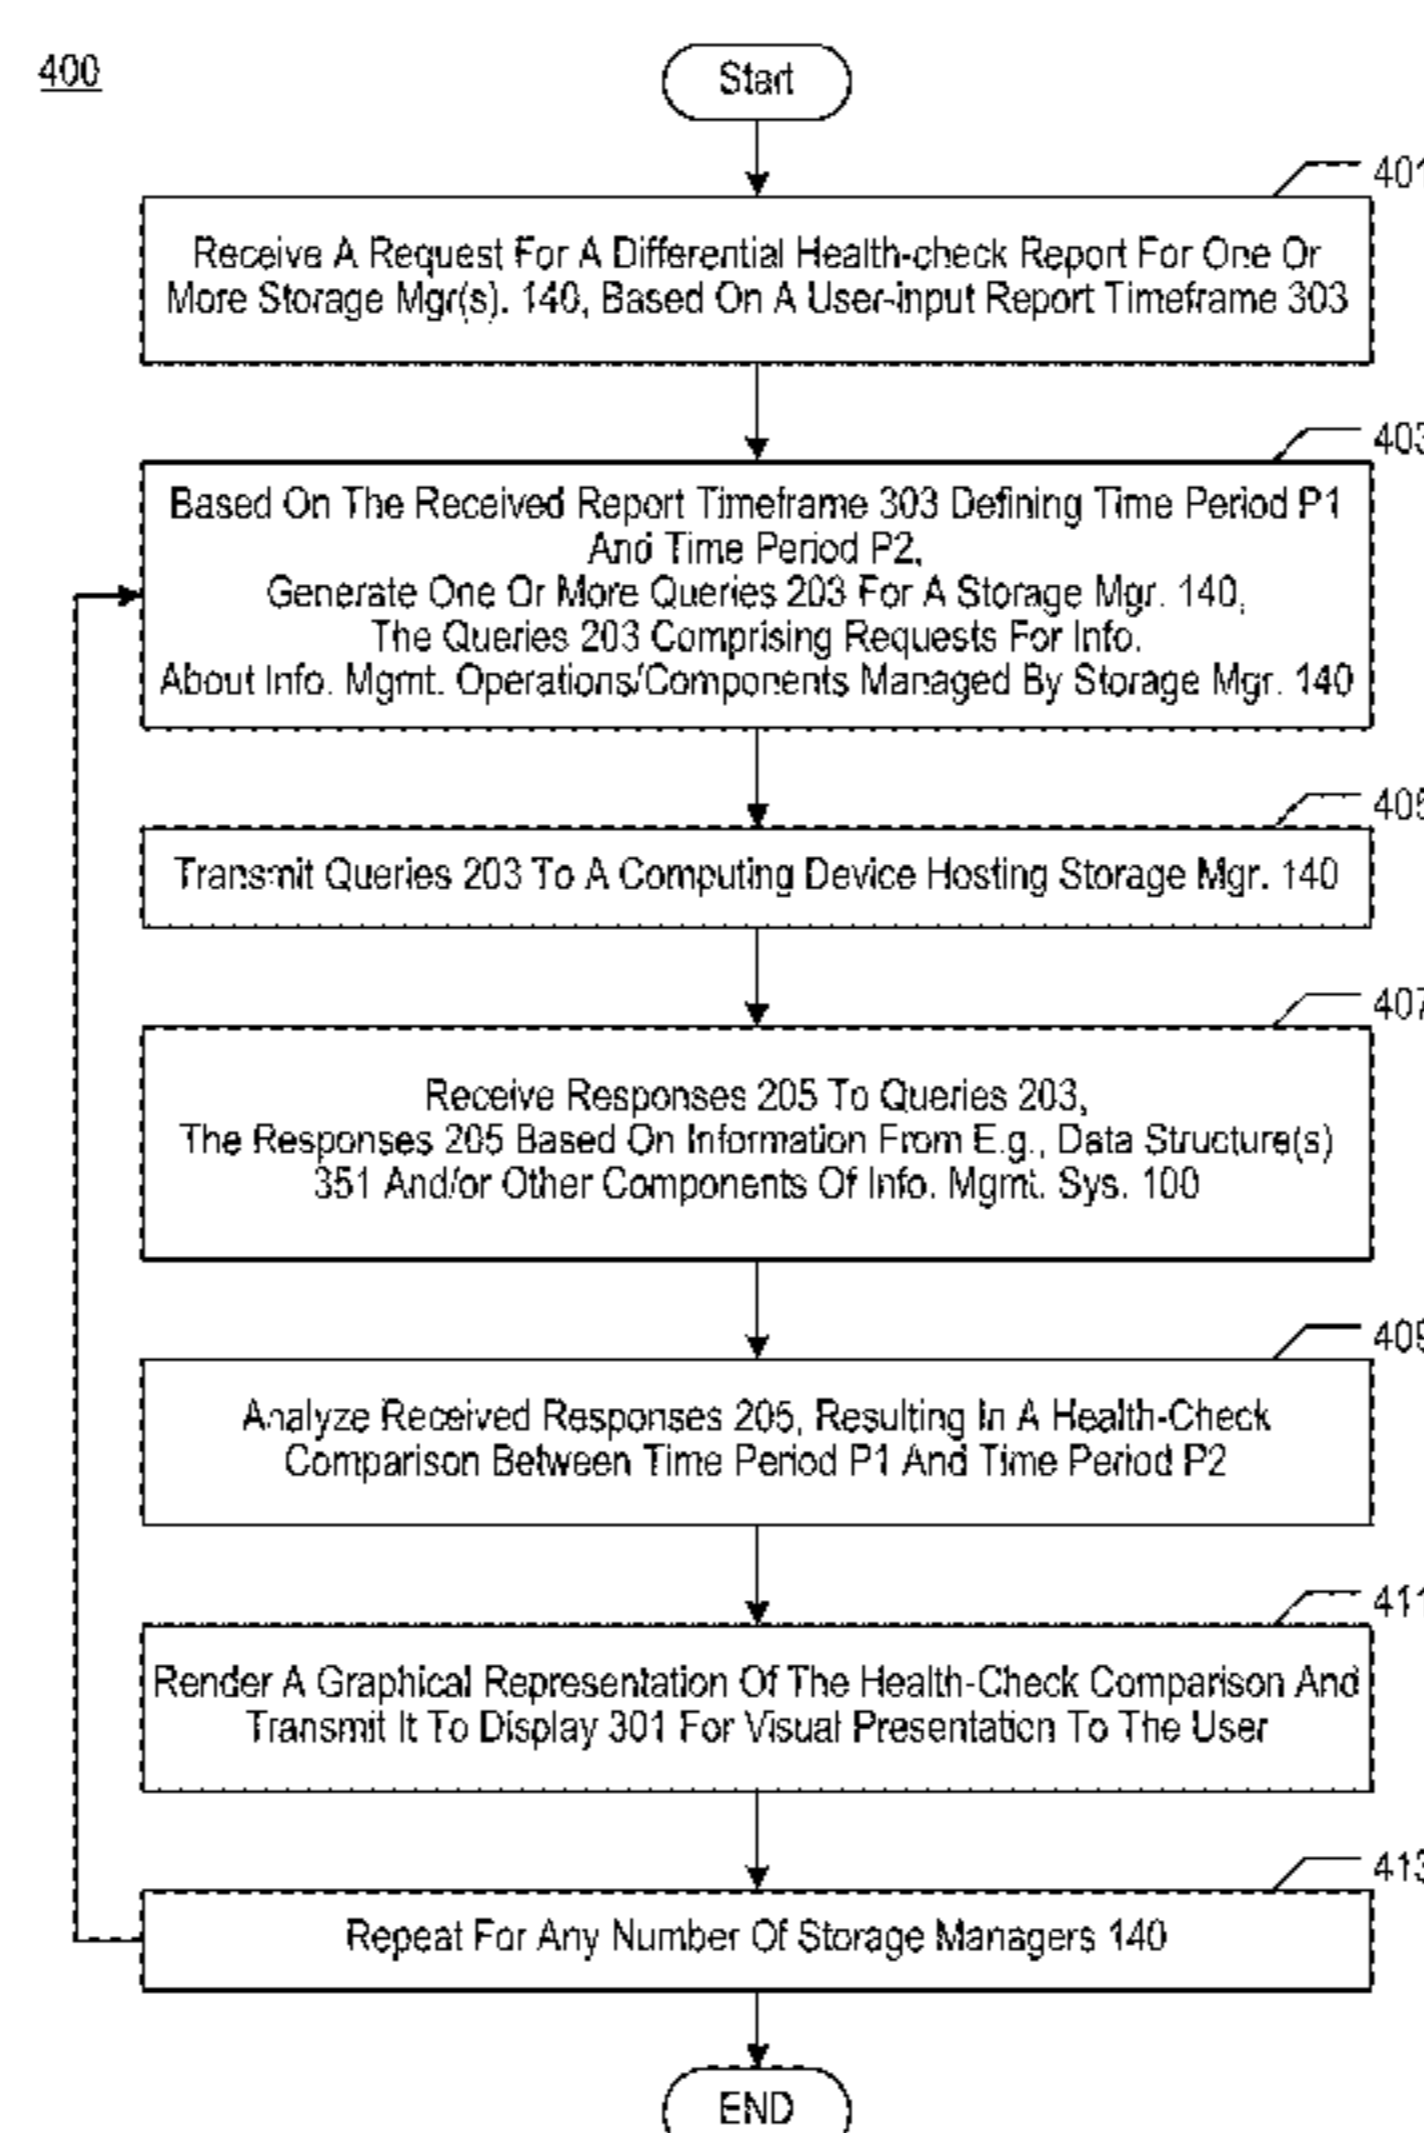 400
Start
401
Receive A Request For A Differential Health-check Report For One Or
More Storage Mgr(s). 140, Based On A User-input Report Timeframe 303
403
Based On The Received Report Timeframe 303 Defining Time Period P1
And Time Period P2,
Generate One Or More Queries 203 For A Storage Mgr. 140,
The Queries 203 Comprising Requests For Info.
About Info. Mgmt. Operations/Components Managed By Storage Mgr. 140
405
Transmit Queries 203 To A Computing Device Hosting Storage Mgr. 140
407
Receive Responses 205 To Queries 203,
The Responses 205 Based On Information From E.g., Data Structure(s)
351 And/or Other Components Of Info. Mgmt. Sys. 100
409
Analyze Received Responses 205, Resulting In A Health-Check
Comparison Between Time Period P1 And Time Period P2
411
Render A Graphical Representation Of The Health-Check Comparison And
Transmit It To Display 301 For Visual Presentation To The User
413
Repeat For Any Number Of Storage Managers 140
END